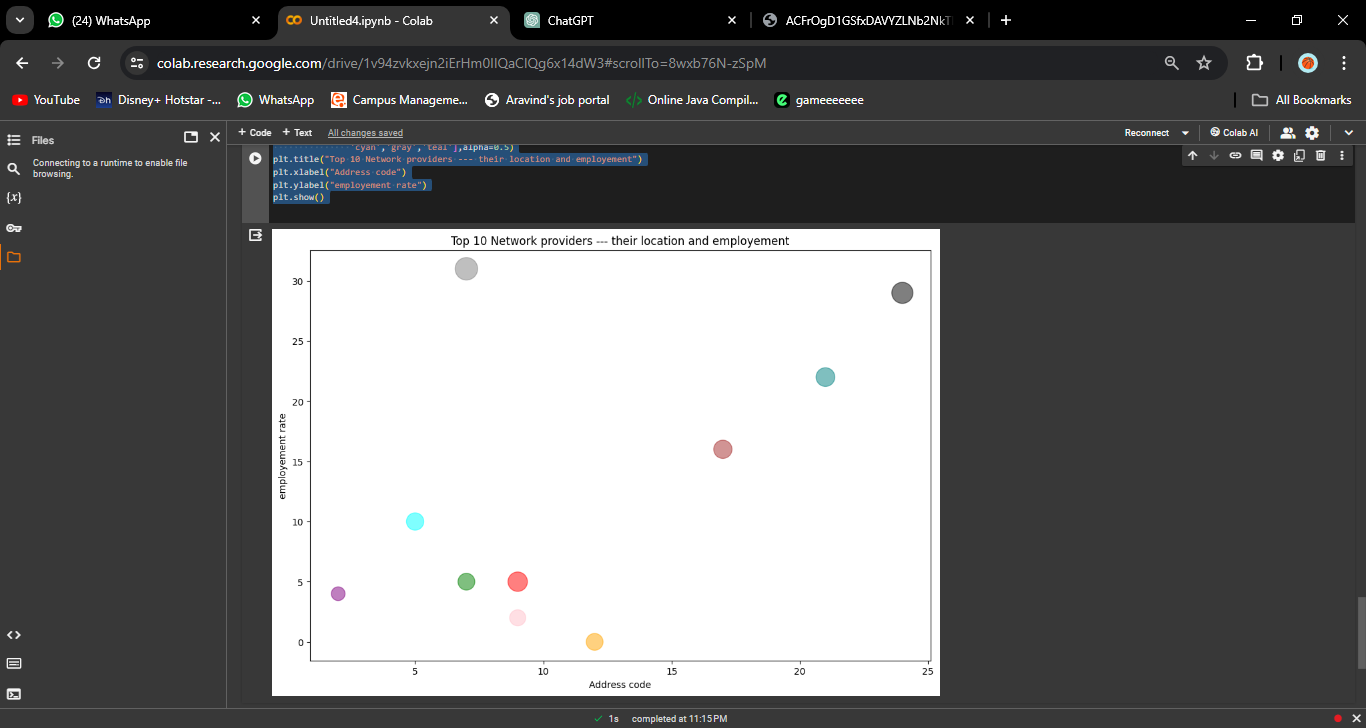 (24) WhatsApp
Untitled4.ipynb - Colab
ChatGPT
ACFrOgD1GSfxDAVYZLNb2NkT
colab.research.google.com/drive/1v94zvkxejn2iErHm0IlQaClQg6x14dW3#scrollTo=8wxb76N-zSpM
YouTube
Disney+ Hotstar -...
WhatsApp
Campus Manageme...
Aravind's job portal
Online Java Compil...
gameeeeeee
All Bookmarks
Files
+ Code + Text All changes saved
Reconnect
Colab AI
Connecting to a runtime to enable file
browsing.
{x}
'cyan','gray','teal'],alpha=0.5)
plt.title("Top 10 Network providers --- their location and employement")
plt.xlabel("Address code")
plt.ylabel("employement rate")
plt.show()
Top 10 Network providers --- their location and employement
30
25
20
15
10
5
0
employement rate
5 10 15 20 25
Address code
1s completed at 11:15 PM